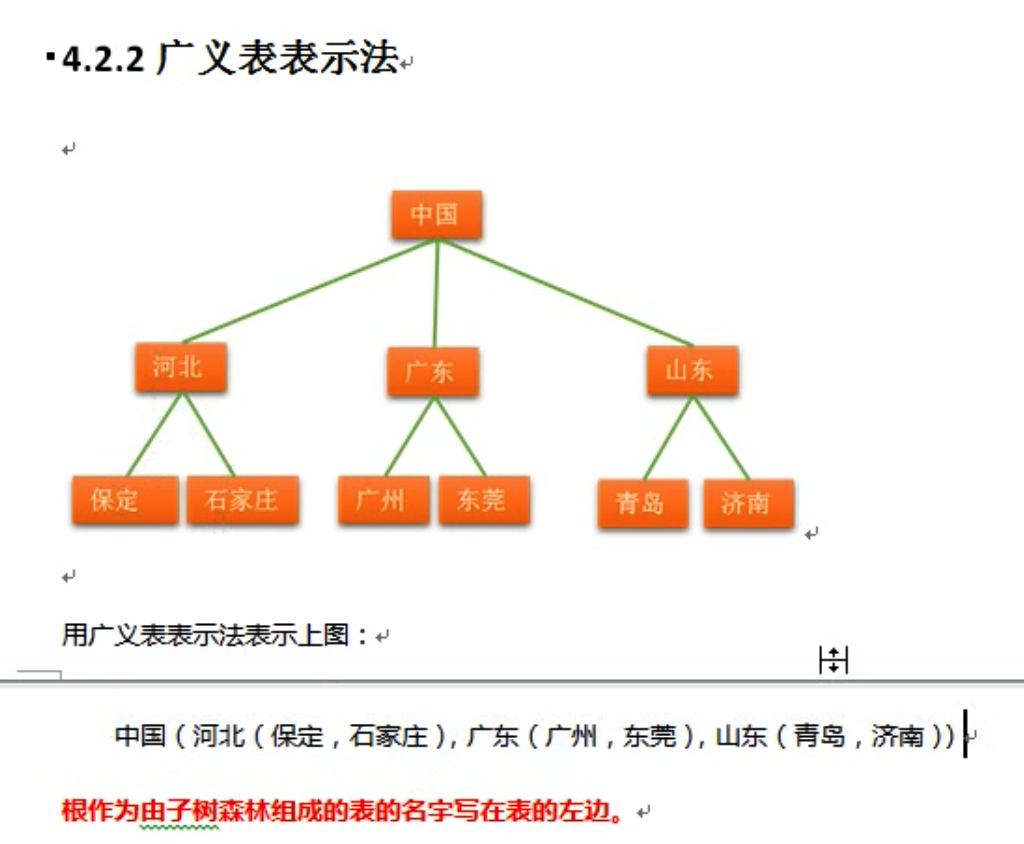 4.2.2 广义表表示法
中国
河北 广东 山东
保定 石家庄 广州 东莞 青岛 济南
用广义表表示法表示上图：
中国（河北（保定，石家庄），广东（广州，东莞），山东（青岛，济南））
根作为由子树森林组成的表的名字写在表的左边。